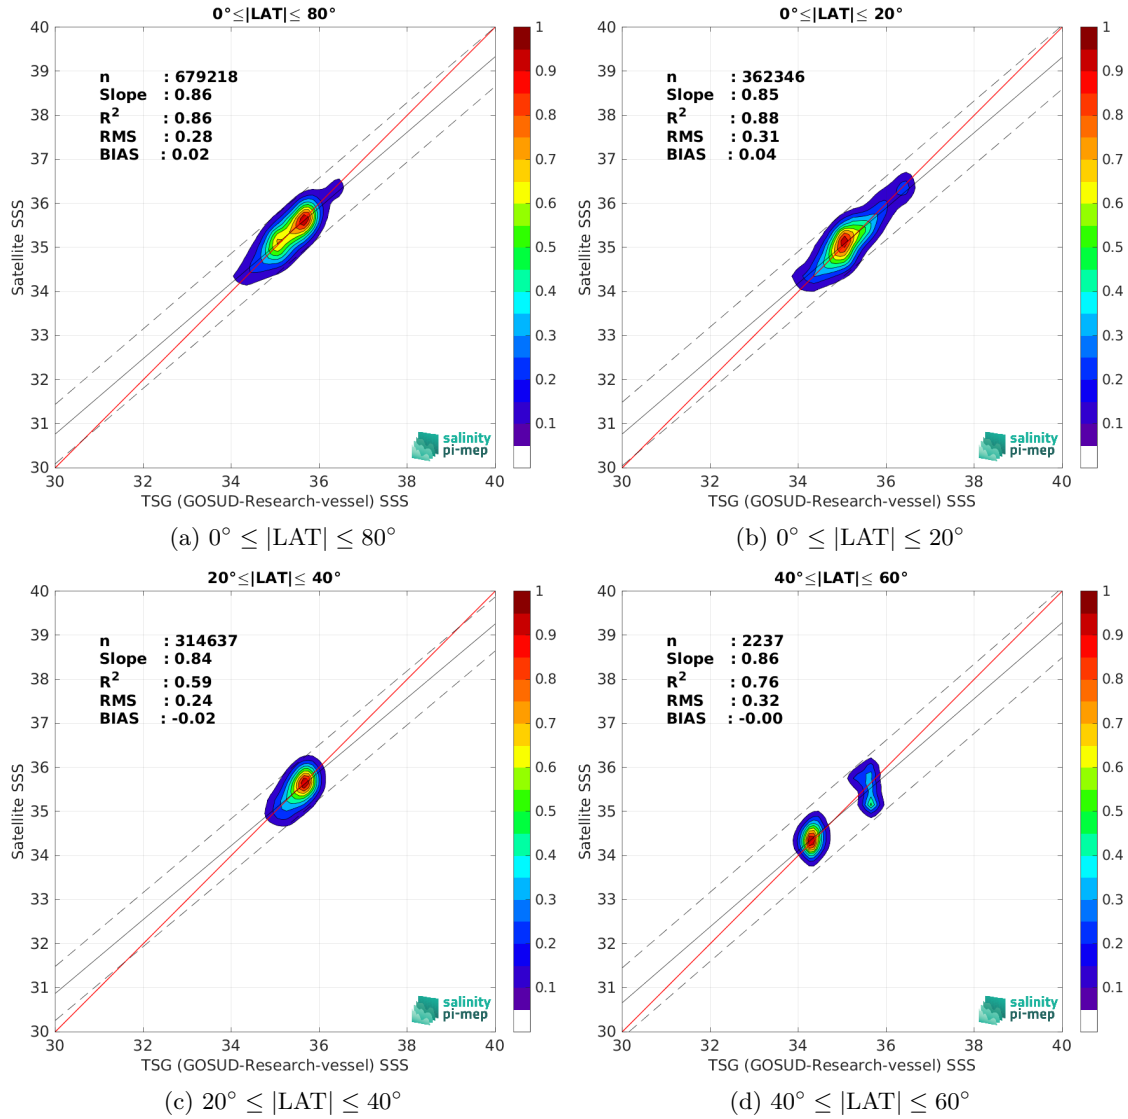 0°≤|LAT|≤ 80°
40
39
38
37
36
35
34
33
32
31
30
Satellite SSS
n : 679218
Slope : 0.86
R² : 0.86
RMS : 0.28
BIAS : 0.02
salinity
pi-mep
30 32 34 36 38 40
TSG (GOSUD-Research-vessel) SSS
1
0.9
0.8
0.7
0.6
0.5
0.4
0.3
0.2
0.1
(a) 0° ≤ |LAT| ≤ 80°
0°≤|LAT|≤ 20°
40
39
38
37
36
35
34
33
32
31
30
Satellite SSS
n : 362346
Slope : 0.85
R² : 0.88
RMS : 0.31
BIAS : 0.04
salinity
pi-mep
30 32 34 36 38 40
TSG (GOSUD-Research-vessel) SSS
1
0.9
0.8
0.7
0.6
0.5
0.4
0.3
0.2
0.1
(b) 0° ≤ |LAT| ≤ 20°
20°≤|LAT|≤ 40°
40
39
38
37
36
35
34
33
32
31
30
Satellite SSS
n : 314637
Slope : 0.84
R² : 0.59
RMS : 0.24
BIAS : -0.02
salinity
pi-mep
30 32 34 36 38 40
TSG (GOSUD-Research-vessel) SSS
1
0.9
0.8
0.7
0.6
0.5
0.4
0.3
0.2
0.1
(c) 20° ≤ |LAT| ≤ 40°
40°≤|LAT|≤ 60°
40
39
38
37
36
35
34
33
32
31
30
Satellite SSS
n : 2237
Slope : 0.86
R² : 0.76
RMS : 0.32
BIAS : -0.00
salinity
pi-mep
30 32 34 36 38 40
TSG (GOSUD-Research-vessel) SSS
1
0.9
0.8
0.7
0.6
0.5
0.4
0.3
0.2
0.1
(d) 40° ≤ |LAT| ≤ 60°